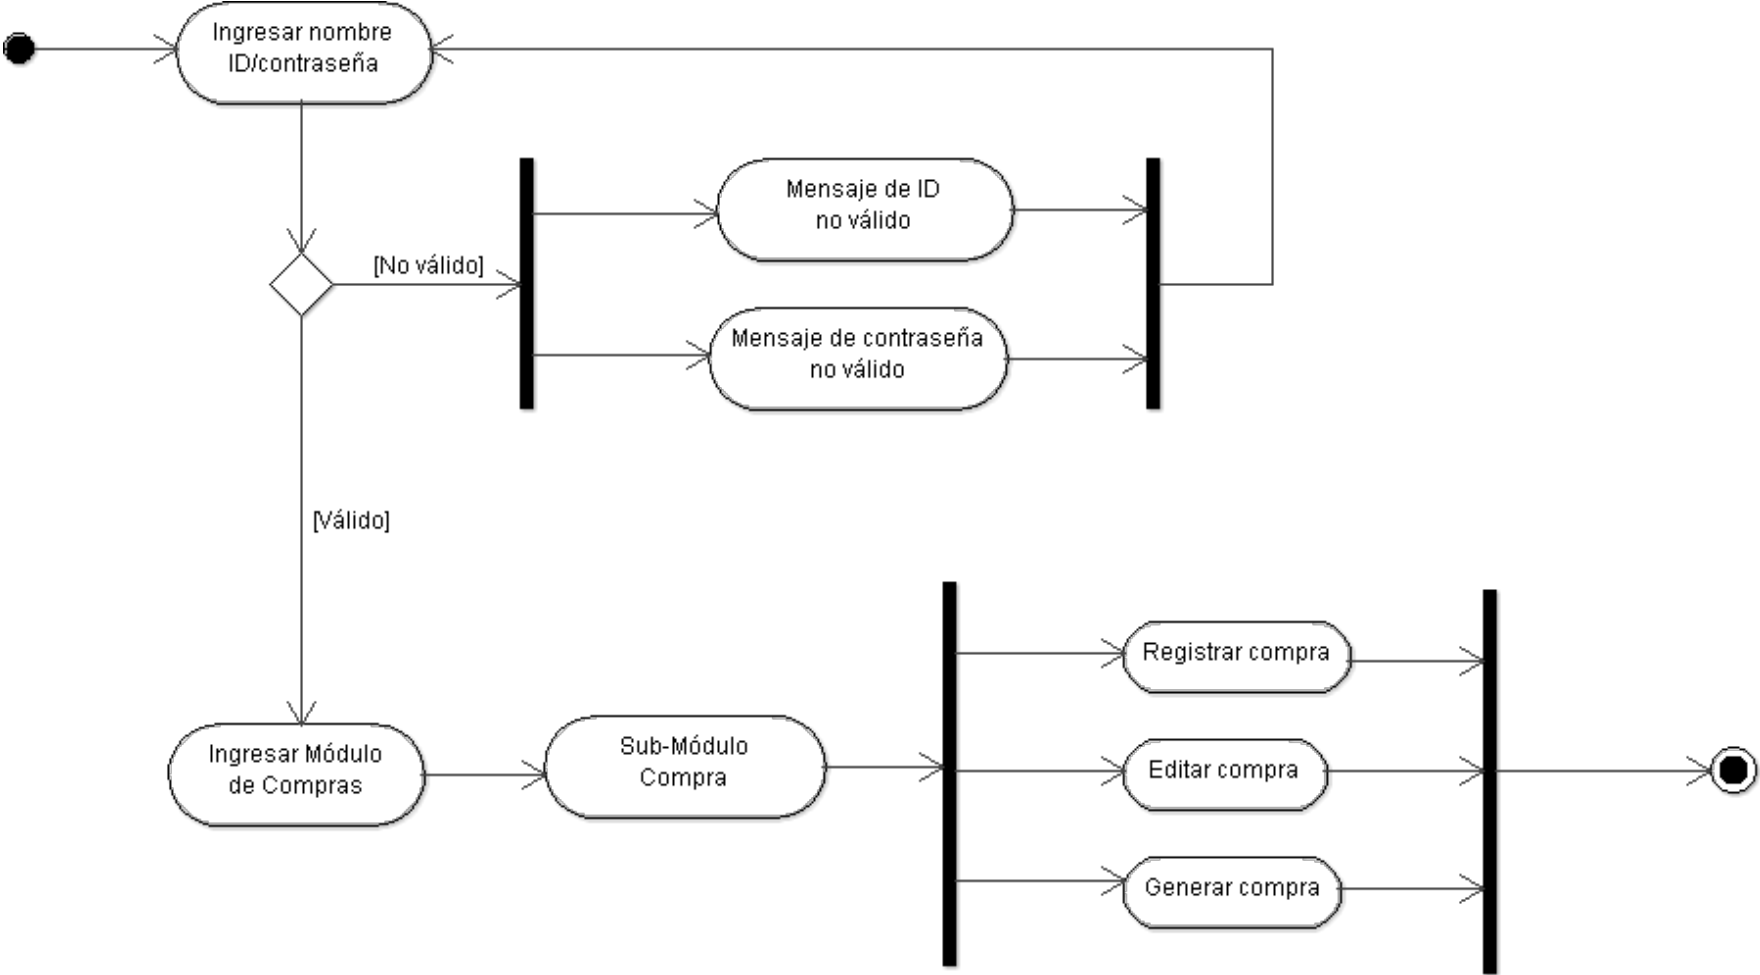 Ingresar nombre
ID/contraseña
Mensaje de ID
no válido
[No válido]
Mensaje de contraseña
no válido
[Válido]
Ingresar Módulo
de Compras
Sub-Módulo
Compra
Registrar compra
Editar compra
Generar compra